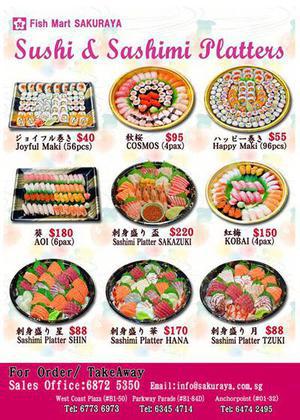 Fish Mart SAKURAYA
Sushi & Sashimi Platters
ジョイフル巻き $40
Joyful Maki (56pcs)
秋桜 $95
COSMOS (4pax)
ハッピー巻き $55
Happy Maki (96pcs)
葵 $180
AOI (6pax)
刺身盛り 盃 $220
Sashimi Platter SAKAZUKI
紅梅 $150
KOBAI (4pax)
刺身盛り 星 $88
Sashimi Platter SHIN
刺身盛り 華 $170
Sashimi Platter HANA
刺身盛り 月 $88
Sashimi Platter TZUKI
For Order/ TakeAway
Sales Office:6872 5350 Email:info@sakuraya.com.sg
West Coast Plaza (#B1-50) Parkway Parade (#B1-84D) Anchorpoint (#01-32)
Tel: 6773 6973 Tel: 6345 4714 Tel: 6474 2495